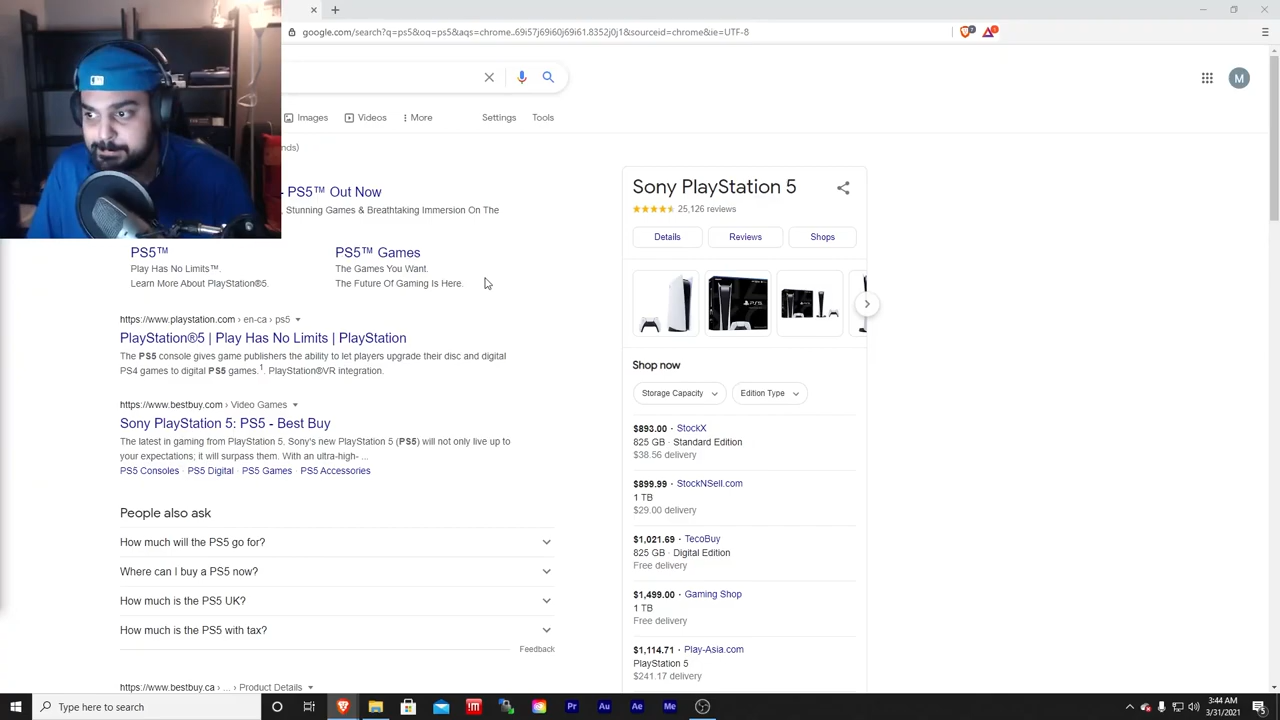 google.com/search?q=ps5&oq=ps5&aqs=chrome..69i57j69i60j69i61.8352j0j1&sourceid=chrome&ie=UTF-8
M
Images
Videos
More
Settings
Tools
nds)
PS5™ Out Now
Stunning Games & Breathtaking Immersion On The
PS5™
Play Has No Limits™.
Learn More About PlayStation®5.
PS5™ Games
The Games You Want.
The Future Of Gaming Is Here.
https://www.playstation.com › en-ca › ps5
PlayStation®5 | Play Has No Limits | PlayStation
The PS5 console gives game publishers the ability to let players upgrade their disc and digital
PS4 games to digital PS5 games.1. PlayStation®VR integration.
https://www.bestbuy.com › Video Games
Sony PlayStation 5: PS5 - Best Buy
The latest in gaming from PlayStation 5. Sony's new PlayStation 5 (PS5) will not only live up to
your expectations; it will surpass them. With an ultra-high- ...
PS5 Consoles · PS5 Digital · PS5 Games · PS5 Accessories
People also ask
How much will the PS5 go for?
Where can I buy a PS5 now?
How much is the PS5 UK?
How much is the PS5 with tax?
Feedback
https://www.bestbuy.ca › ... › Product Details
Sony PlayStation 5
25,126 reviews
Details
Reviews
Shops
Shop now
Storage Capacity
Edition Type
$893.00 · StockX
825 GB · Standard Edition
$38.56 delivery
$899.99 · StockNSell.com
1 TB
$29.00 delivery
$1,021.69 · TecoBuy
825 GB · Digital Edition
Free delivery
$1,499.00 · Gaming Shop
1 TB
Free delivery
$1,114.71 · Play-Asia.com
PlayStation 5
$241.17 delivery
Type here to search
Pr
Au
Ae
Me
3:44 AM
3/31/2021